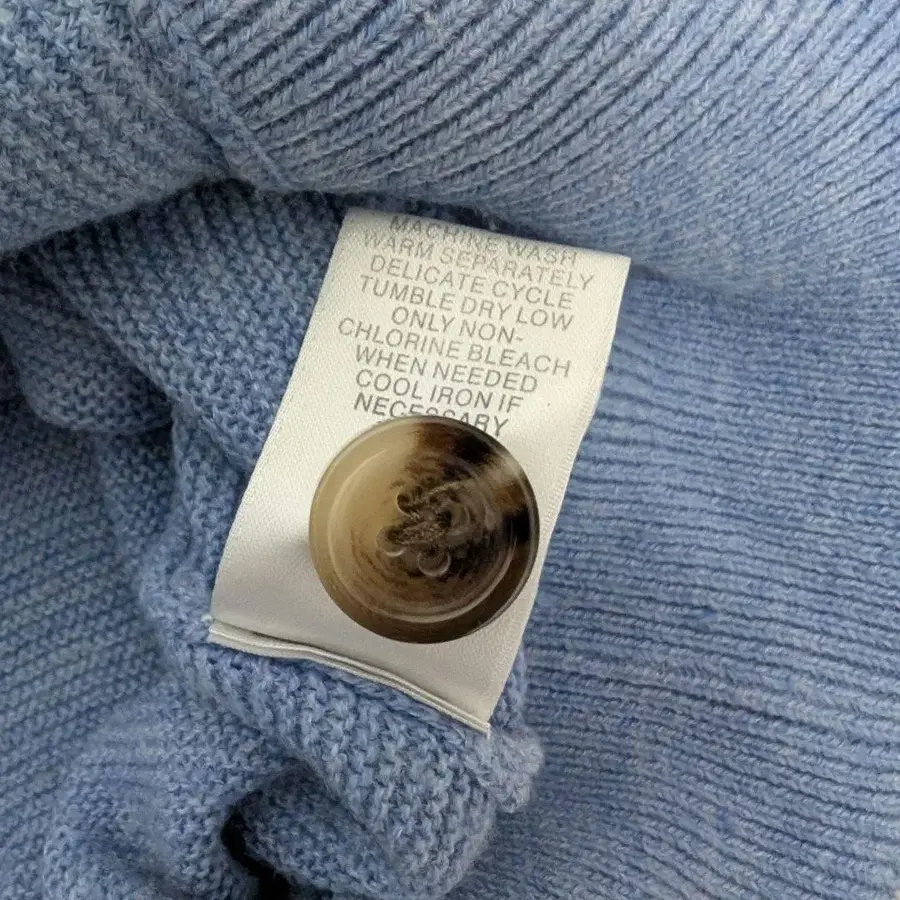 MACHINE WASH
WARM SEPARATELY
DELICATE CYCLE
TUMBLE DRY LOW
ONLY NON-
CHLORINE BLEACH
WHEN NEEDED
COOL IRON IF
NECESSARY